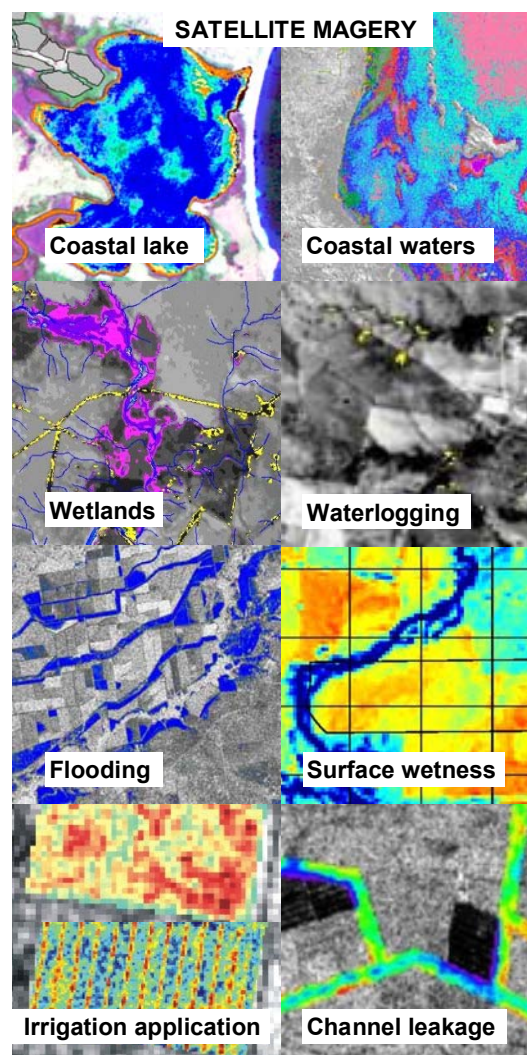 SATELLITE MAGERY
Coastal lake
Coastal waters
Wetlands
Waterlogging
Flooding
Surface wetness
Irrigation application
Channel leakage